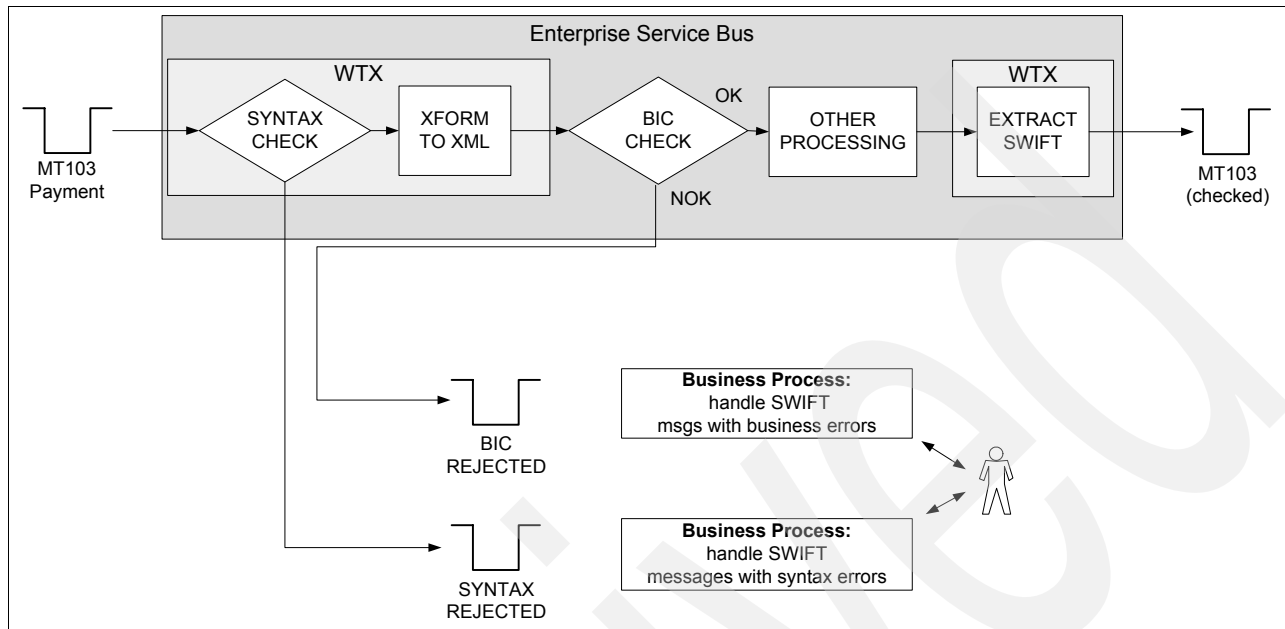 Enterprise Service Bus
WTX
WTX
SYNTAX
CHECK
XFORM
TO XML
BIC
CHECK
OK
NOK
OTHER
PROCESSING
EXTRACT
SWIFT
MT103
Payment
MT103
(checked)
BIC
REJECTED
Business Process:
handle SWIFT
msgs with business errors
SYNTAX
REJECTED
Business Process:
handle SWIFT
messages with syntax errors